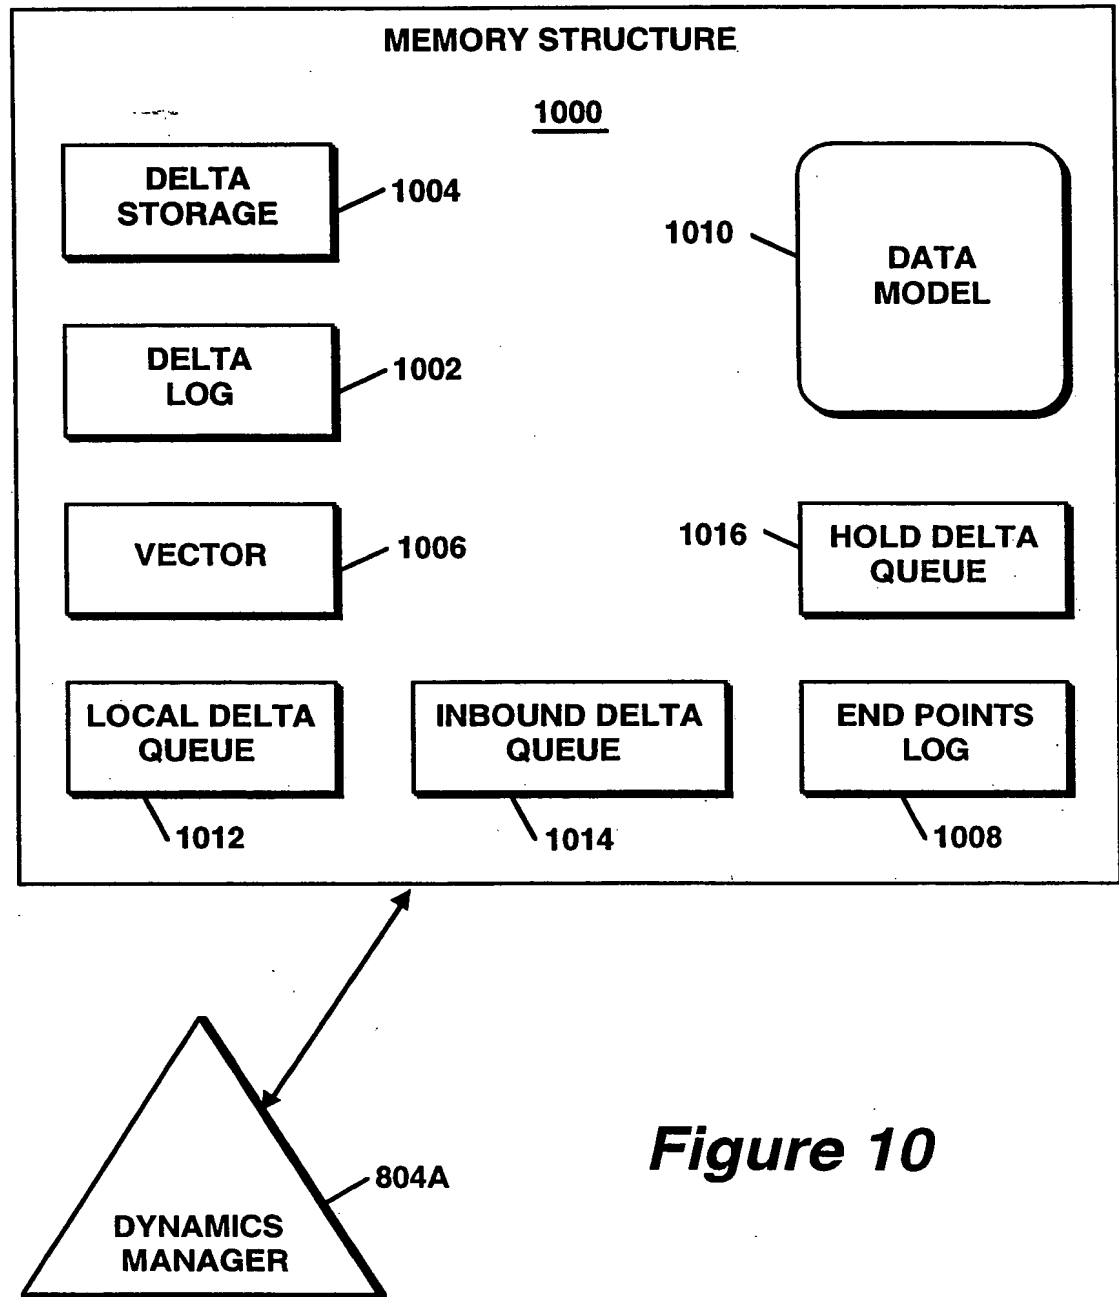 MEMORY STRUCTURE
1000
DELTA
STORAGE
1004
1010
DATA
MODEL
DELTA
LOG
1002
VECTOR
1006
1016
HOLD DELTA
QUEUE
LOCAL DELTA
QUEUE
1012
INBOUND DELTA
QUEUE
1014
END POINTS
LOG
1008
804A
DYNAMICS
MANAGER
Figure 10